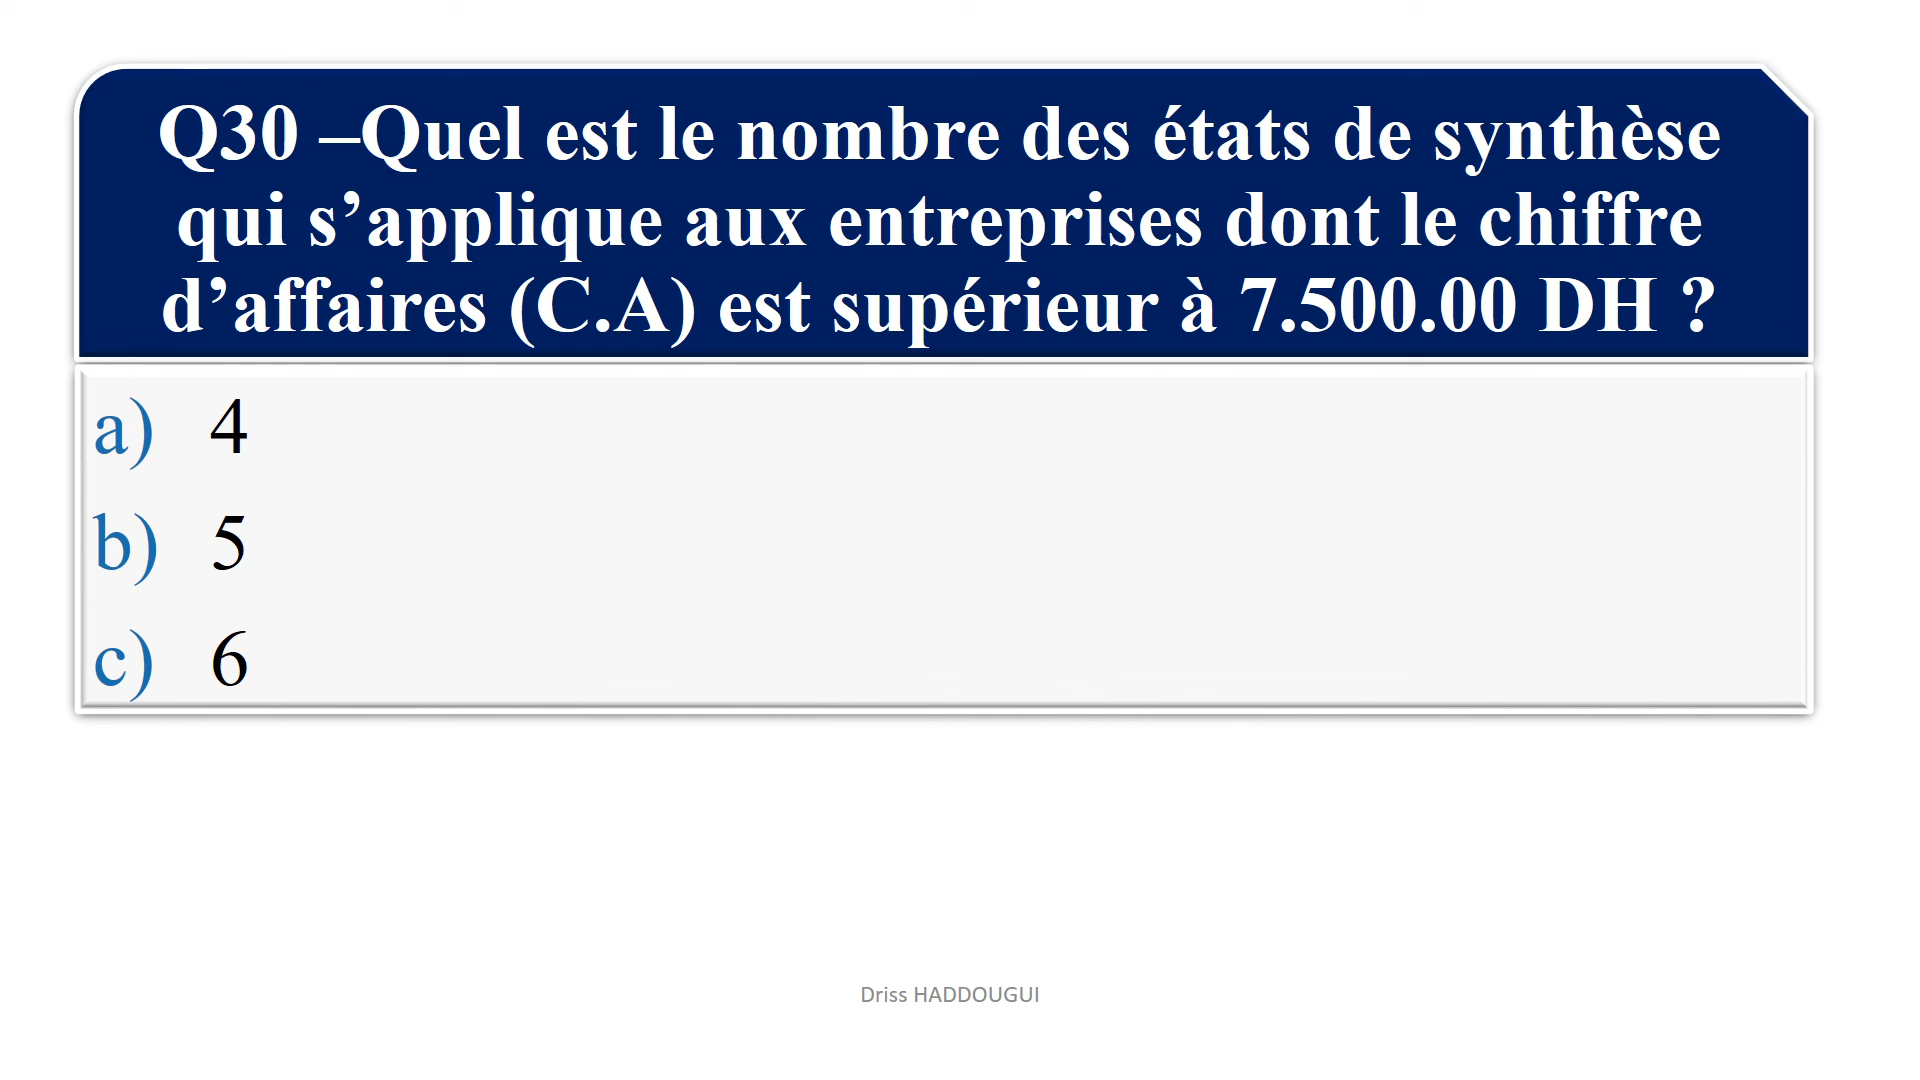 Q30 –Quel est le nombre des états de synthèse
qui s’applique aux entreprises dont le chiffre
d’affaires (C.A) est supérieur à 7.500.00 DH ?
a) 4
b) 5
c) 6
Driss HADDOUGUI